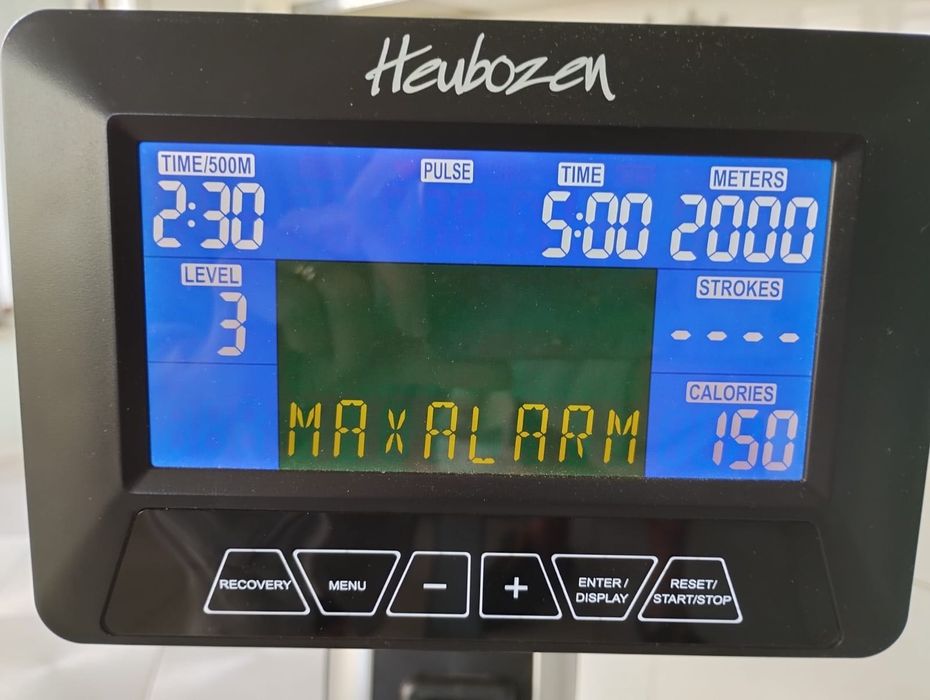 Heubozen
TIME/500M PULSE TIME METERS
2:30 5:00 2000
LEVEL STROKES
3 - - - -
CALORIES
MAX ALARM 150
RECOVERY MENU - + ENTER / DISPLAY RESET/ START/STOP